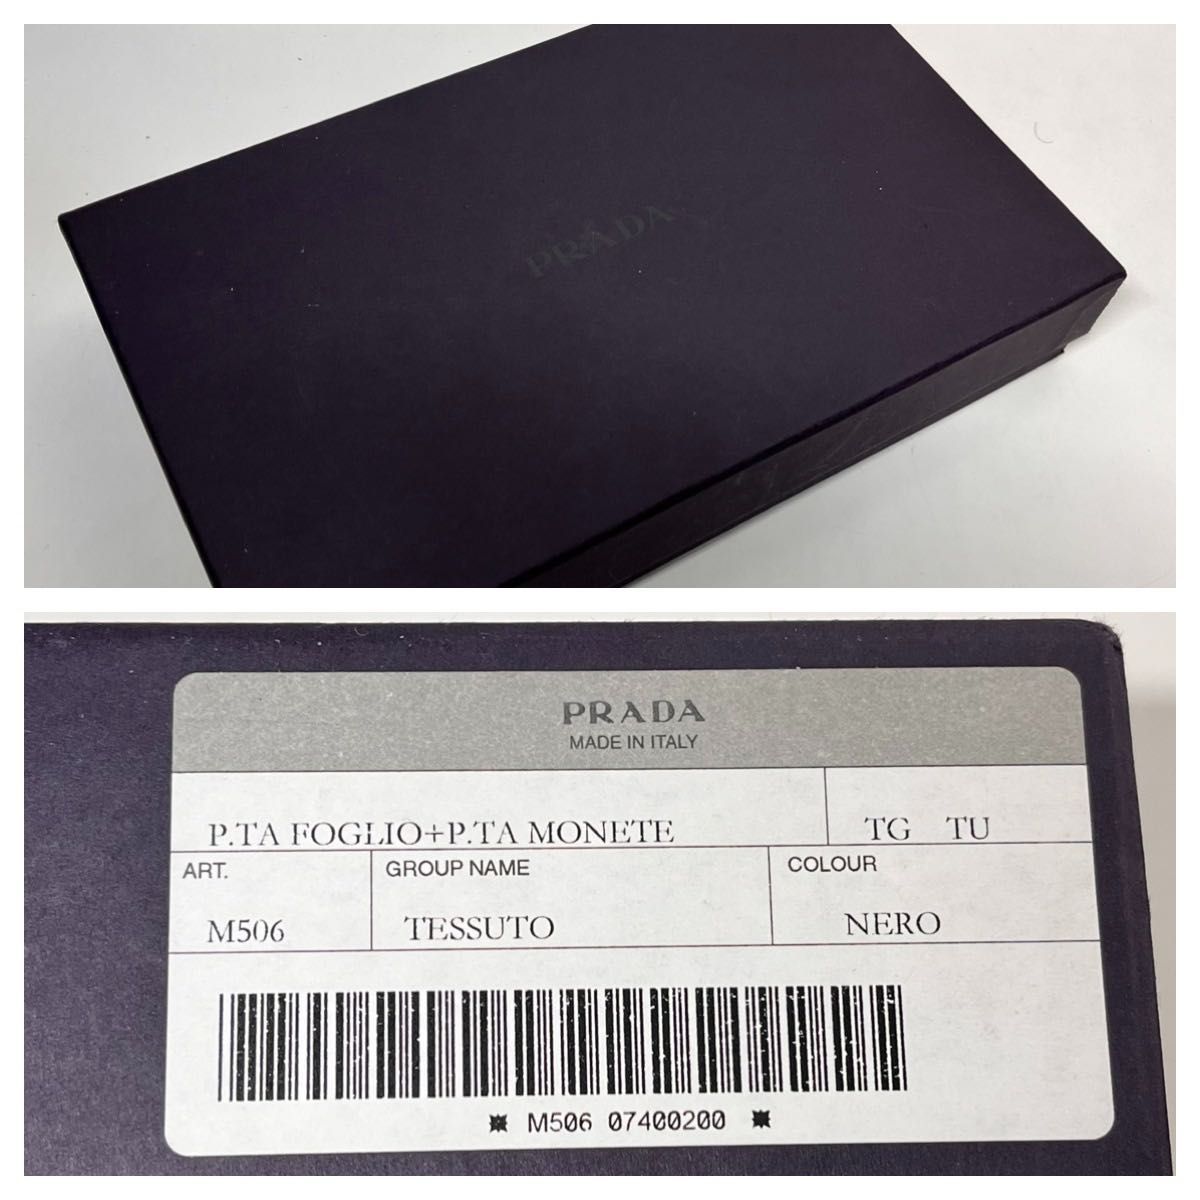 PRADA
PRADA
MADE IN ITALY
P.TA FOGLIO+P.TA MONETE TG TU
ART. GROUP NAME COLOUR
M506 TESSUTO NERO
M506 07400200